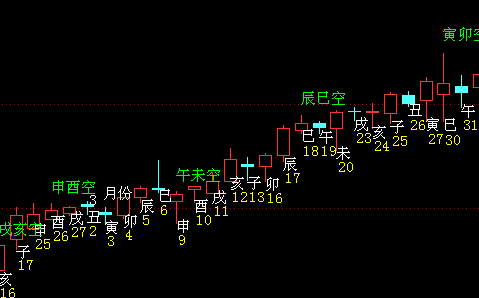 寅卯空
辰巳空
午未空
申酉空
戌亥空
月份
亥
16
子
17
申
25
酉
26
戌
27
3
丑
2
寅
3
卯
4
辰
5
巳
6
申
9
酉
10
戌
11
亥
12
子
13
卯
16
辰
17
巳
18
午
19
未
20
戌
23
亥
24
子
25
丑
26
寅
27
巳
30
午
31